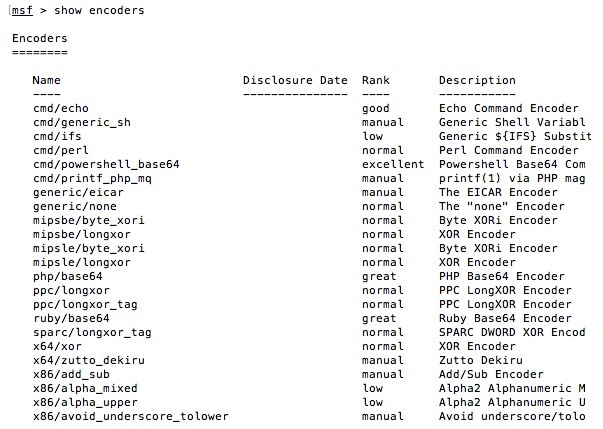 msf > show encoders
Encoders
========
Name Disclosure Date Rank Description
---- --------------- ---- -----------
cmd/echo good Echo Command Encoder
cmd/generic_sh manual Generic Shell Variabl
cmd/ifs low Generic ${IFS} Substit
cmd/perl normal Perl Command Encoder
cmd/powershell_base64 excellent Powershell Base64 Com
cmd/printf_php_mq manual printf(1) via PHP mag
generic/eicar manual The EICAR Encoder
generic/none normal The "none" Encoder
mipsbe/byte_xori normal Byte XORi Encoder
mipsbe/longxor normal XOR Encoder
mipsle/byte_xori normal Byte XORi Encoder
mipsle/longxor normal XOR Encoder
php/base64 great PHP Base64 Encoder
ppc/longxor normal PPC LongXOR Encoder
ppc/longxor_tag normal PPC LongXOR Encoder
ruby/base64 great Ruby Base64 Encoder
sparc/longxor_tag normal SPARC DWORD XOR Encod
x64/xor normal XOR Encoder
x64/zutto_dekiru manual Zutto Dekiru
x86/add_sub manual Add/Sub Encoder
x86/alpha_mixed low Alpha2 Alphanumeric M
x86/alpha_upper low Alpha2 Alphanumeric U
x86/avoid_underscore_tolower manual Avoid underscore/tolo